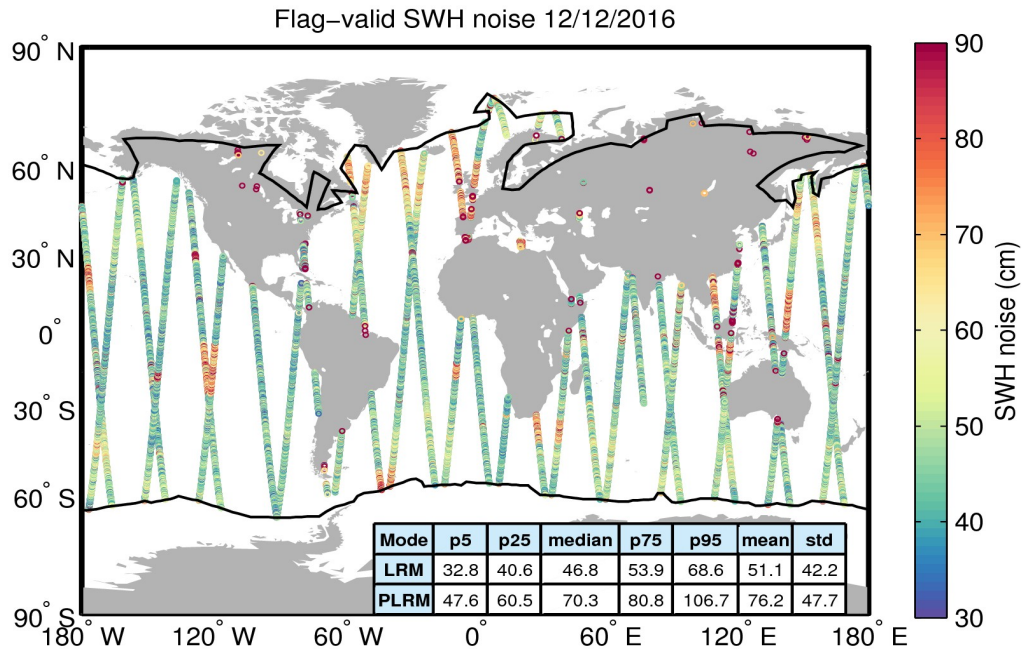 Flag−valid SWH noise 12/12/2016
90° N
60° N
30° N
0°
30° S
60° S
90° S
180° W
120° W
60° W
0°
60° E
120° E
180° E
Mode p5 p25 median p75 p95 mean std
LRM 32.8 40.6 46.8 53.9 68.6 51.1 42.2
PLRM 47.6 60.5 70.3 80.8 106.7 76.2 47.7
90
80
70
60
50
40
30
SWH noise (cm)